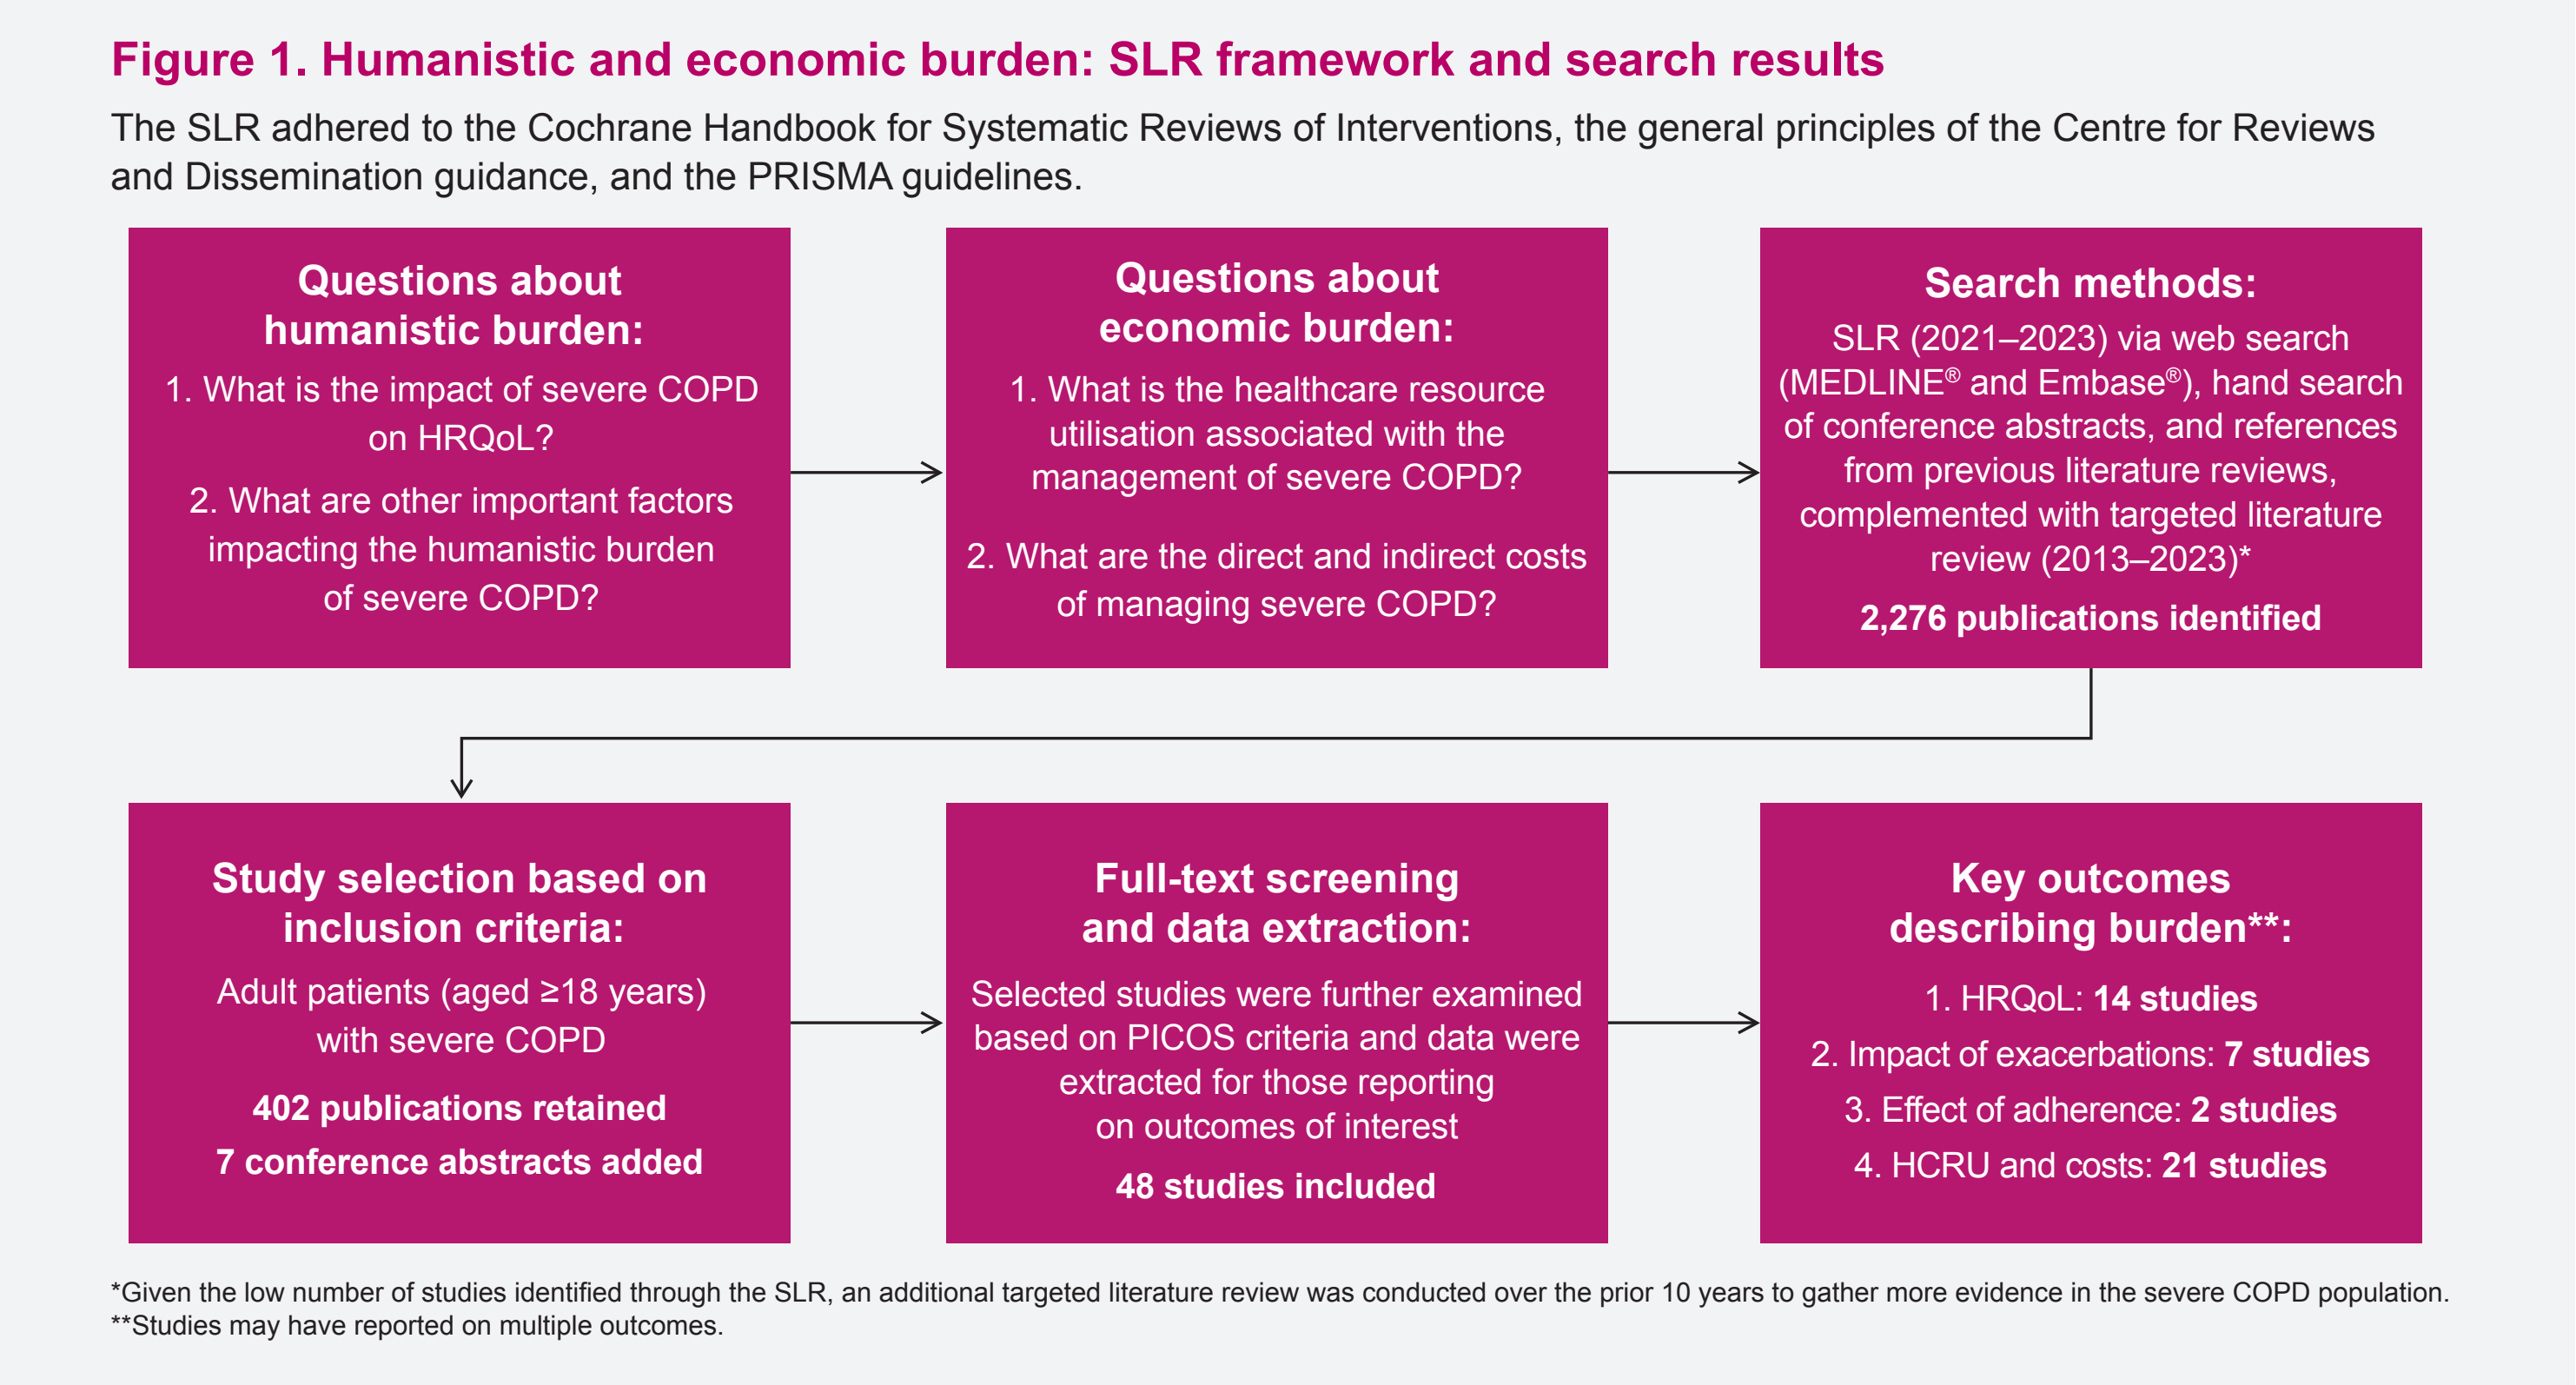 Figure 1. Humanistic and economic burden: SLR framework and search results
The SLR adhered to the Cochrane Handbook for Systematic Reviews of Interventions, the general principles of the Centre for Reviews
and Dissemination guidance, and the PRISMA guidelines.
Questions about
humanistic burden:
1. What is the impact of severe COPD
on HRQoL?
2. What are other important factors
impacting the humanistic burden
of severe COPD?
Questions about
economic burden:
1. What is the healthcare resource
utilisation associated with the
management of severe COPD?
2. What are the direct and indirect costs
of managing severe COPD?
Search methods:
SLR (2021–2023) via web search
(MEDLINE® and Embase®), hand search
of conference abstracts, and references
from previous literature reviews,
complemented with targeted literature
review (2013–2023)*
2,276 publications identified
Study selection based on
inclusion criteria:
Adult patients (aged ≥18 years)
with severe COPD
402 publications retained
7 conference abstracts added
Full-text screening
and data extraction:
Selected studies were further examined
based on PICOS criteria and data were
extracted for those reporting
on outcomes of interest
48 studies included
Key outcomes
describing burden**:
1. HRQoL: 14 studies
2. Impact of exacerbations: 7 studies
3. Effect of adherence: 2 studies
4. HCRU and costs: 21 studies
*Given the low number of studies identified through the SLR, an additional targeted literature review was conducted over the prior 10 years to gather more evidence in the severe COPD population.
**Studies may have reported on multiple outcomes.